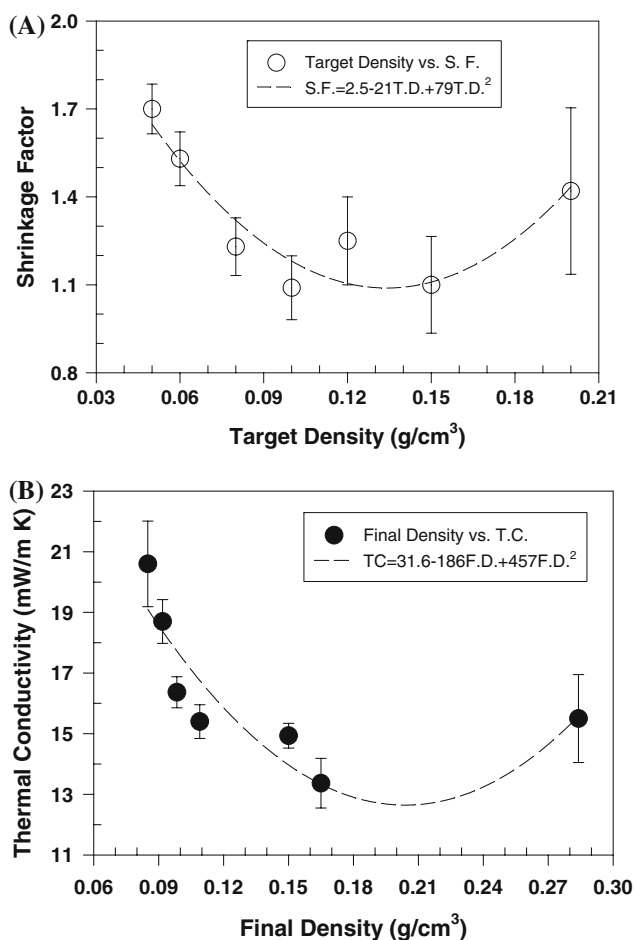 (A)
2.0
1.7
1.4
1.1
0.8
Shrinkage Factor
Target Density vs. S. F.
S.F.=2.5-21T.D.+79T.D.²
0.03 0.06 0.09 0.12 0.15 0.18 0.21
Target Density (g/cm³)
(B)
23
21
19
17
15
13
11
Thermal Conductivity (mW/m K)
Final Density vs. T.C.
TC=31.6-186F.D.+457F.D.²
0.06 0.09 0.12 0.15 0.18 0.21 0.24 0.27 0.30
Final Density (g/cm³)